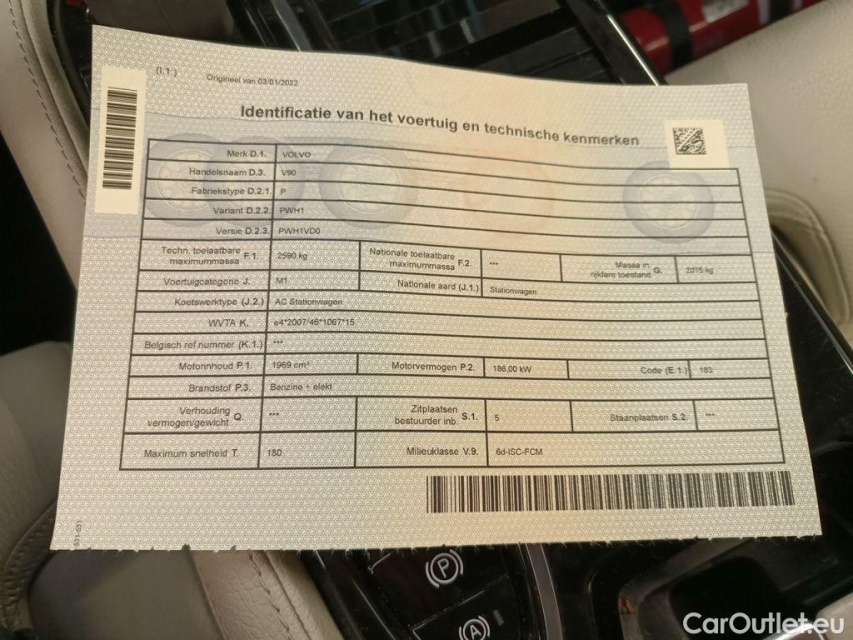 (I.1.) Origineel van 03/01/2022
Identificatie van het voertuig en technische kenmerken
Merk D.1. VOLVO
Handelsnaam D.3. V90
Fabriekstype D.2.1. P
Variant D.2.2. PWH1
Versie D.2.3. PWH1VD0
Techn. toelaatbare maximummassa F.1. 2590 kg Nationale toelaatbare maximummassa F.2. --- Massa in rijklare toestand G. 2075 kg
Voertuigcategorie J. M1 Nationale aard (J.1.) Stationwagen
Koetswerktype (J.2.) AC Stationwagen
WVTA K. e4*2007/46*1067*15
Belgisch ref nummer (K.1.) ***
Motorinhoud P.1. 1969 cm³ Motorvermogen P.2. 186,00 kW Code (E.1.) 183
Brandstof P.3. Benzine + elekt
Verhouding vermogen/gewicht Q. *** Zitplaatsen bestuurder inb. S.1. 5 Staanplaatsen S.2. ---
Maximum snelheid T. 180 Milieuklasse V.9. 6d-ISC-FCM
P
A
CarOutlet.eu